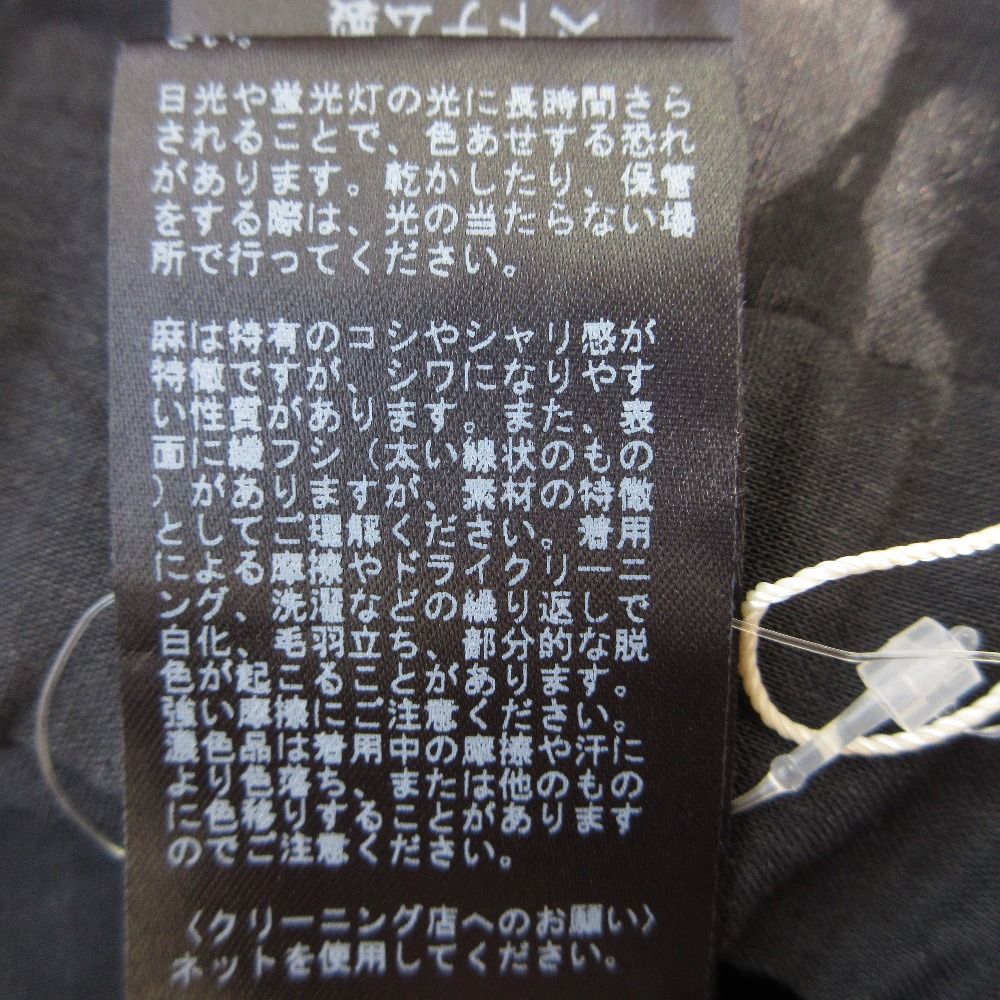 ベトナム製
さい。
日光や蛍光灯の光に長時間さら
されることで、色あせする恐れ
があります。乾かしたり、保管
をする際は、光の当たらない場
所で行ってください。
麻は特有のコシやシャリ感が
特徴ですが、シワになりやす
い性質があります。また、表
面に繊フシ（太い線状のもの
）がありますが、素材の特徴
としてご理解ください。着用
による摩擦やドライクリーニ
ング、洗濯などの繰り返しで
白化、毛羽立ち、部分的な脱
色が起こることがあります。
強い摩擦にご注意ください。
濃色品は着用中の摩擦や汗に
より色落ち、または他のもの
に色移りすることがあります
のでご注意ください。
〈クリーニング店へのお願い〉
ネットを使用してください。